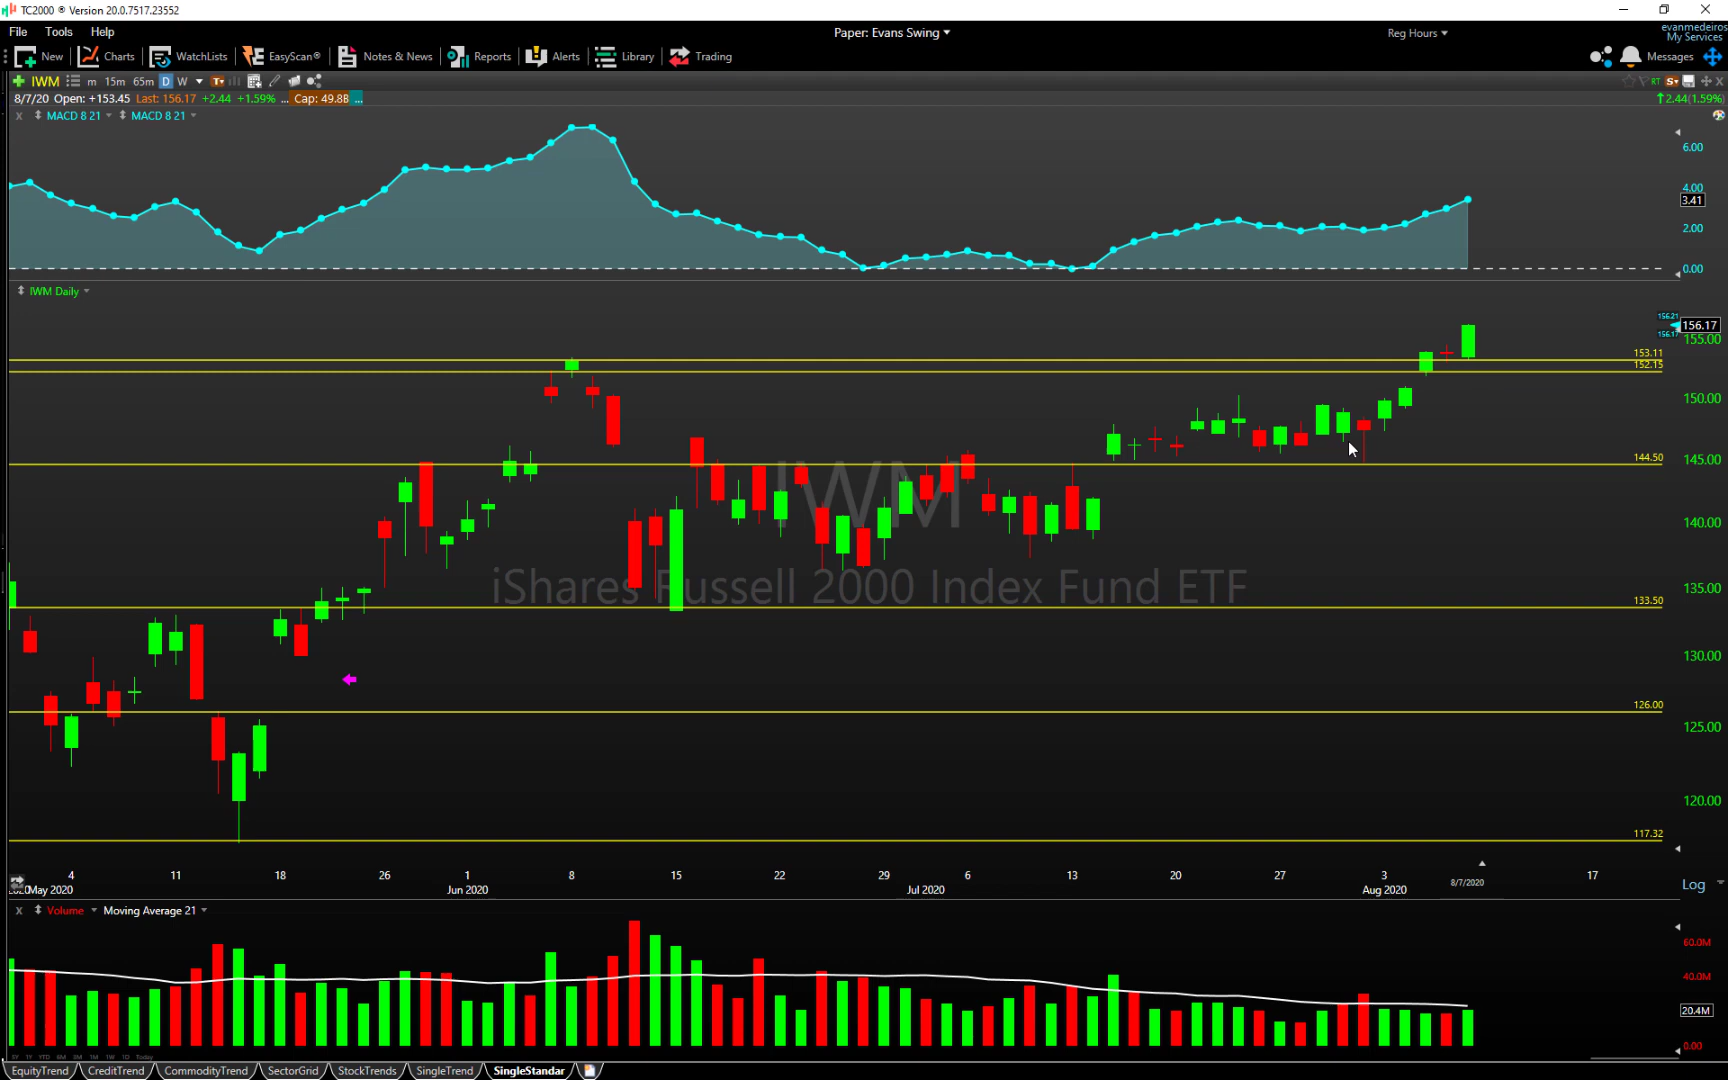 TC2000 ® Version 20.0.7517.23552
File Tools Help
Paper: Evans Swing
Reg Hours
evanmedeiros
My Services
New Charts WatchLists EasyScan® Notes & News Reports Alerts Library Trading
Messages
IWM m 15m 65m D W
RT
8/7/20 Open: +153.45 Last: 156.17 +2.44 +1.59% ... Cap: 49.8B ...
2.44(1.59%)
X MACD 8 21 MACD 8 21
6.00
4.00
3.41
2.00
0.00
IWM Daily
156.21
156.17
156.17
155.00
153.11
152.15
150.00
144.50
145.00
IWM
140.00
iShares Russell 2000 Index Fund ETF
135.00
133.50
130.00
126.00
125.00
120.00
117.32
4 11 18 26 1 8 15 22 29 6 13 20 27 3 8/7/2020 17
May 2020 Jun 2020 Jul 2020 Aug 2020
Log
X Volume Moving Average 21
60.0M
40.0M
20.4M
0.00
EquityTrend CreditTrend CommodityTrend SectorGrid StockTrends SingleTrend SingleStandar